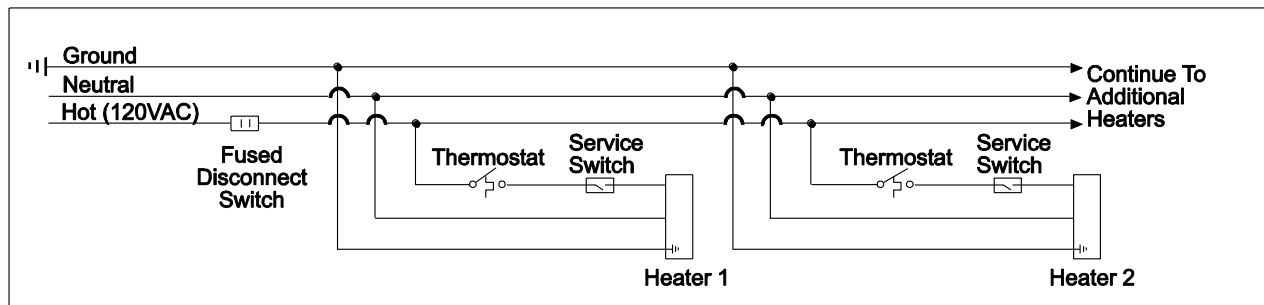 Ground
Neutral
Hot (120VAC)
Continue To
Additional
Heaters
Fused
Disconnect
Switch
Thermostat
Service
Switch
Thermostat
Service
Switch
Heater 1
Heater 2